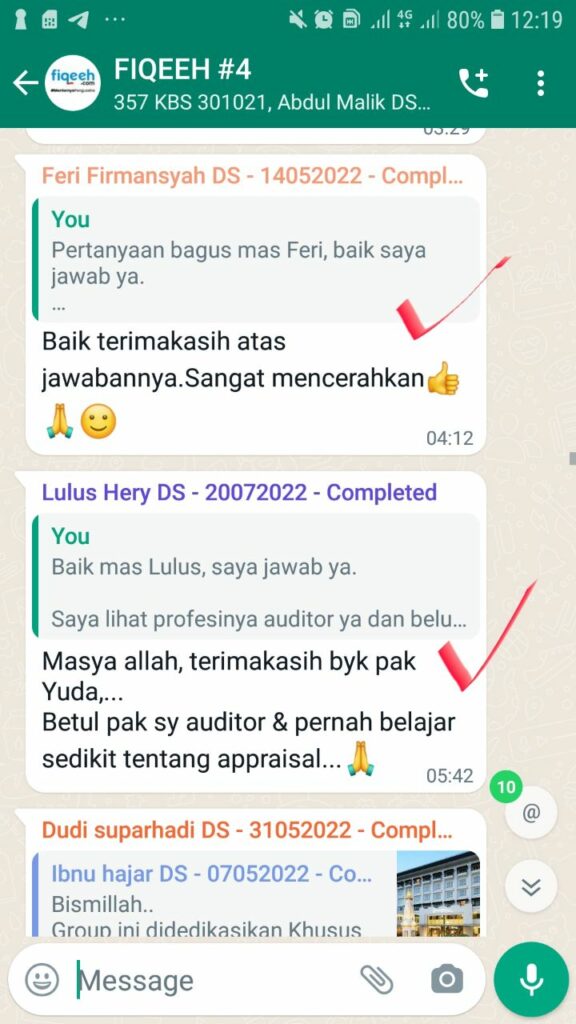 4G 80% 12:19
fiqeeh
.com
FIQEEH #4
357 KBS 301021, Abdul Malik DS...
03:29
Feri Firmansyah DS - 14052022 - Compl...
You
Pertanyaan bagus mas Feri, baik saya
jawab ya.
...
Baik terimakasih atas
jawabannya.Sangat mencerahkan👍
🙏🙂
04:12
Lulus Hery DS - 20072022 - Completed
You
Baik mas Lulus, saya jawab ya.
Saya lihat profesinya auditor ya dan belu...
Masya allah, terimakasih byk pak
Yuda,...
Betul pak sy auditor & pernah belajar
sedikit tentang appraisal...🙏
05:42
10
@
Dudi suparhadi DS - 31052022 - Compl...
Ibnu hajar DS - 07052022 - Co...
Bismillah..
Group ini didedikasikan Khusus
Message